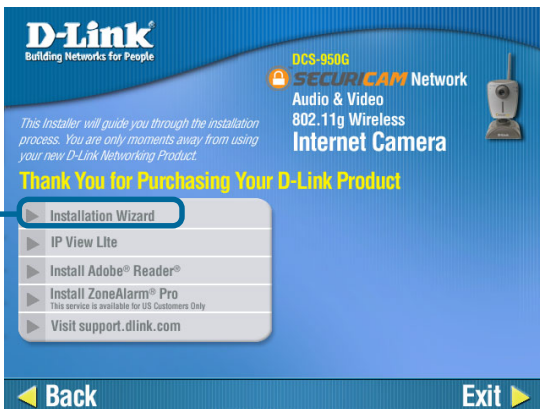 D-Link®
Building Networks for People
DCS-950G
SECURICAM Network
Audio & Video
802.11g Wireless
Internet Camera
This Installer will guide you through the installation
process. You are only moments away from using
your new D-Link Networking Product.
Thank You for Purchasing Your D-Link Product
Installation Wizard
IP View LIte
Install Adobe® Reader®
Install ZoneAlarm® Pro
This service is available for US Customers Only
Visit support.dlink.com
Back
Exit